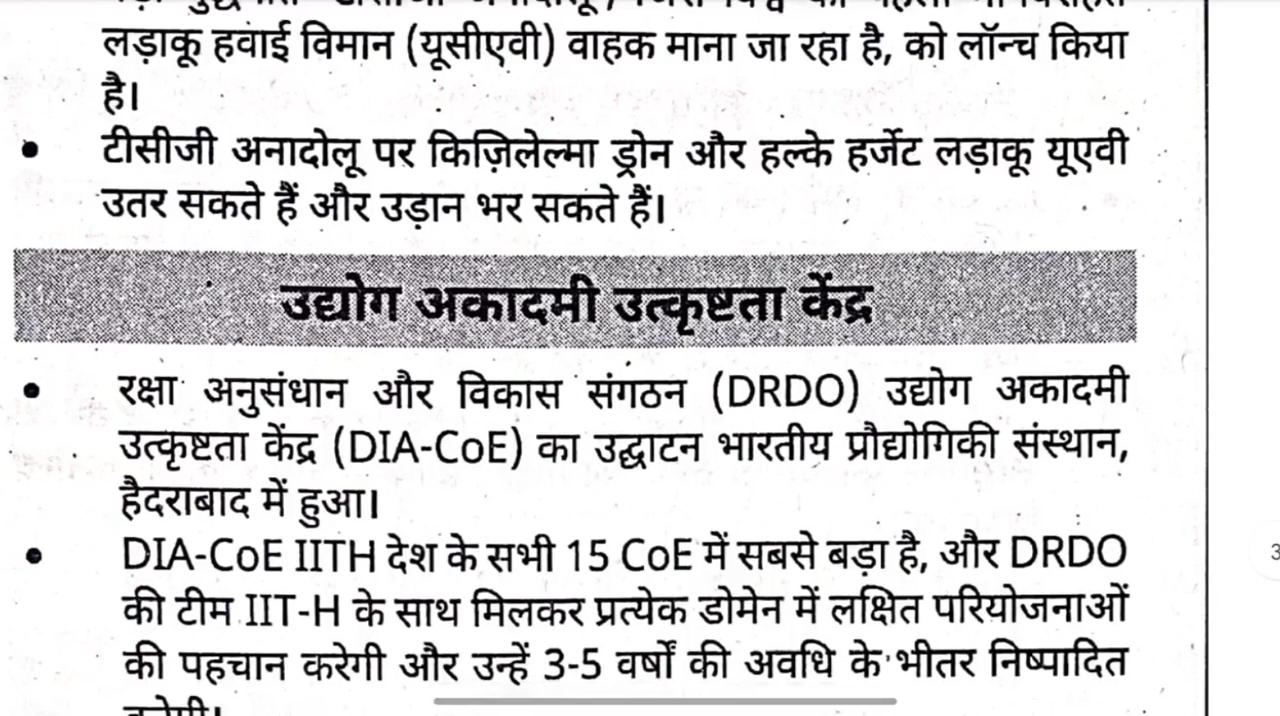 लड़ाकू हवाई विमान (यूसीएवी) वाहक माना जा रहा है, को लॉन्च किया
है।
• टीसीजी अनादोलू पर किज़िलेल्मा ड्रोन और हल्के हर्जेट लड़ाकू यूएवी
उतर सकते हैं और उड़ान भर सकते हैं।
उद्योग अकादमी उत्कृष्टता केंद्र
• रक्षा अनुसंधान और विकास संगठन (DRDO) उद्योग अकादमी
उत्कृष्टता केंद्र (DIA-CoE) का उद्घाटन भारतीय प्रौद्योगिकी संस्थान,
हैदराबाद में हुआ।
• DIA-CoE IITH देश के सभी 15 CoE में सबसे बड़ा है, और DRDO
की टीम IIT-H के साथ मिलकर प्रत्येक डोमेन में लक्षित परियोजनाओं
की पहचान करेगी और उन्हें 3-5 वर्षों की अवधि के भीतर निष्पादित
3